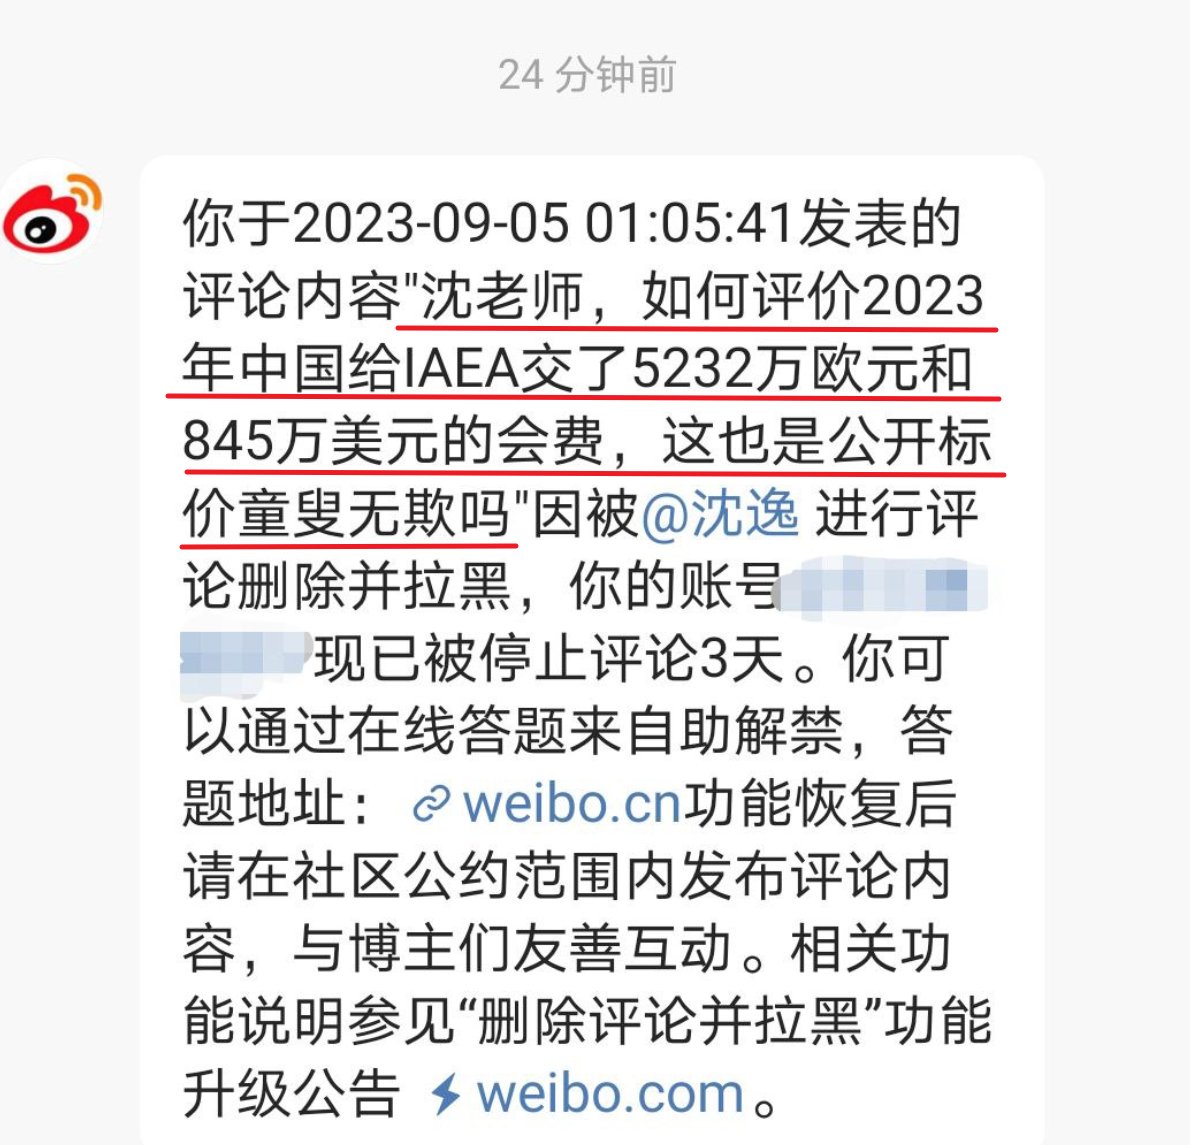 24 分钟前
你于2023-09-05 01:05:41发表的
评论内容"沈老师，如何评价2023
年中国给IAEA交了5232万欧元和
845万美元的会费，这也是公开标
价童叟无欺吗"因被@沈逸 进行评
论删除并拉黑，你的账号
现已被停止评论3天。你可
以通过在线答题来自助解禁，答
题地址： weibo.cn功能恢复后
请在社区公约范围内发布评论内
容，与博主们友善互动。相关功
能说明参见“删除评论并拉黑”功能
升级公告 weibo.com。